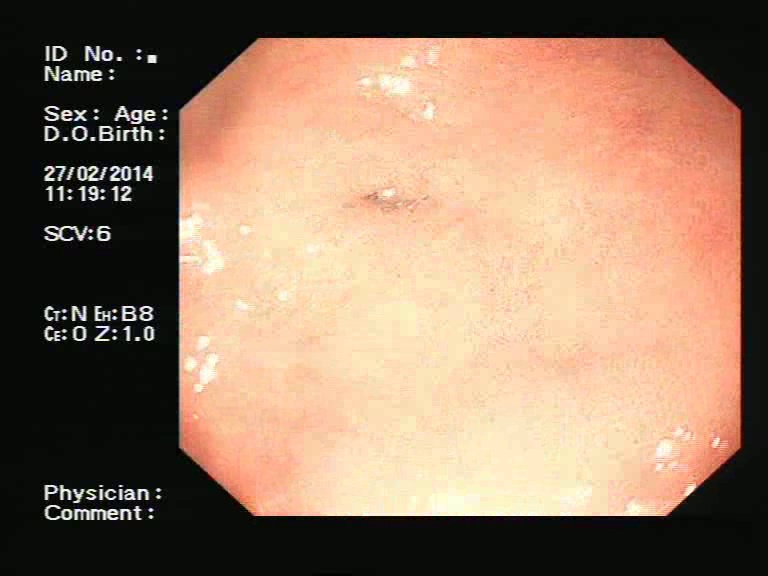 ID No. :
Name:
Sex: Age:
D.O.Birth:
27/02/2014
11:19:12
SCV:6
CT:N EH:B8
CE:0 Z:1.0
Physician:
Comment: